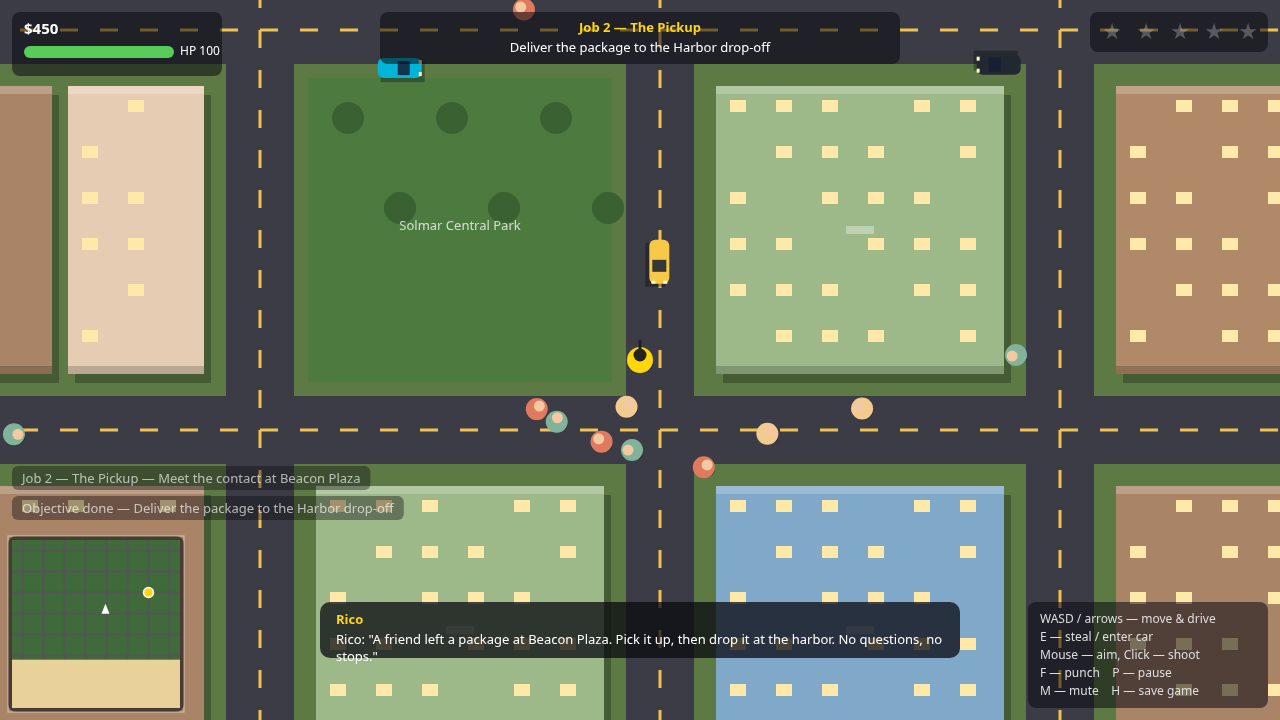 $450
HP 100
Job 2 — The Pickup
Deliver the package to the Harbor drop-off
Solmar Central Park
Job 2 — The Pickup — Meet the contact at Beacon Plaza
Objective done — Deliver the package to the Harbor drop-off
Rico
Rico: "A friend left a package at Beacon Plaza. Pick it up, then drop it at the harbor. No questions, no
stops."
WASD / arrows — move & drive
E — steal / enter car
Mouse — aim, Click — shoot
F — punch P — pause
M — mute H — save game